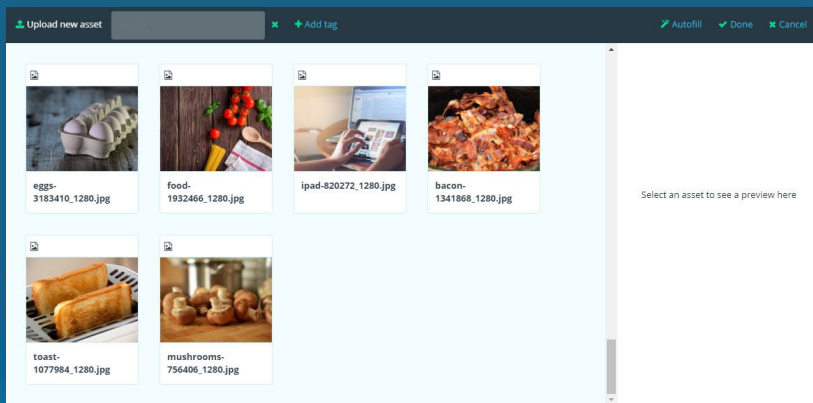 Upload new asset
Add tag
Autofill
Done
Cancel
eggs-
3183410_1280.jpg
food-
1932466_1280.jpg
ipad-820272_1280.jpg
bacon-
1341868_1280.jpg
Select an asset to see a preview here
toast-
1077984_1280.jpg
mushrooms-
756406_1280.jpg